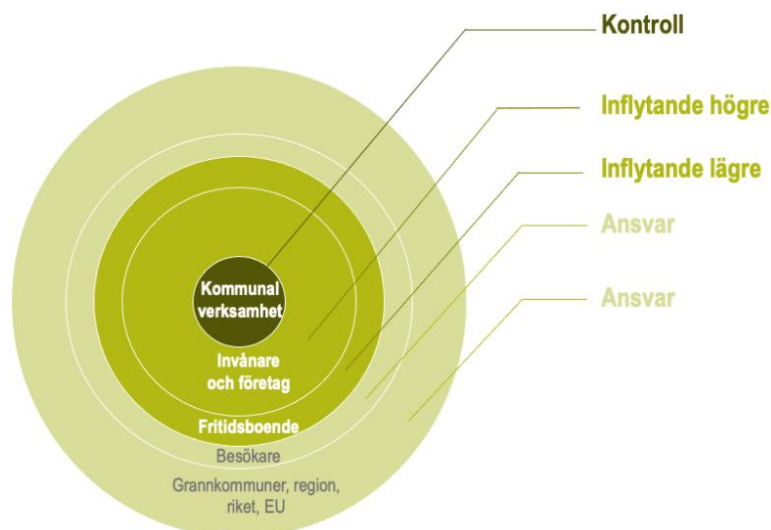 Kontroll
Inflytande högre
Inflytande lägre
Ansvar
Ansvar
Kommunal
verksamhet
Invånare
och företag
Fritidsboende
Besökare
Grannkommuner, region,
riket, EU